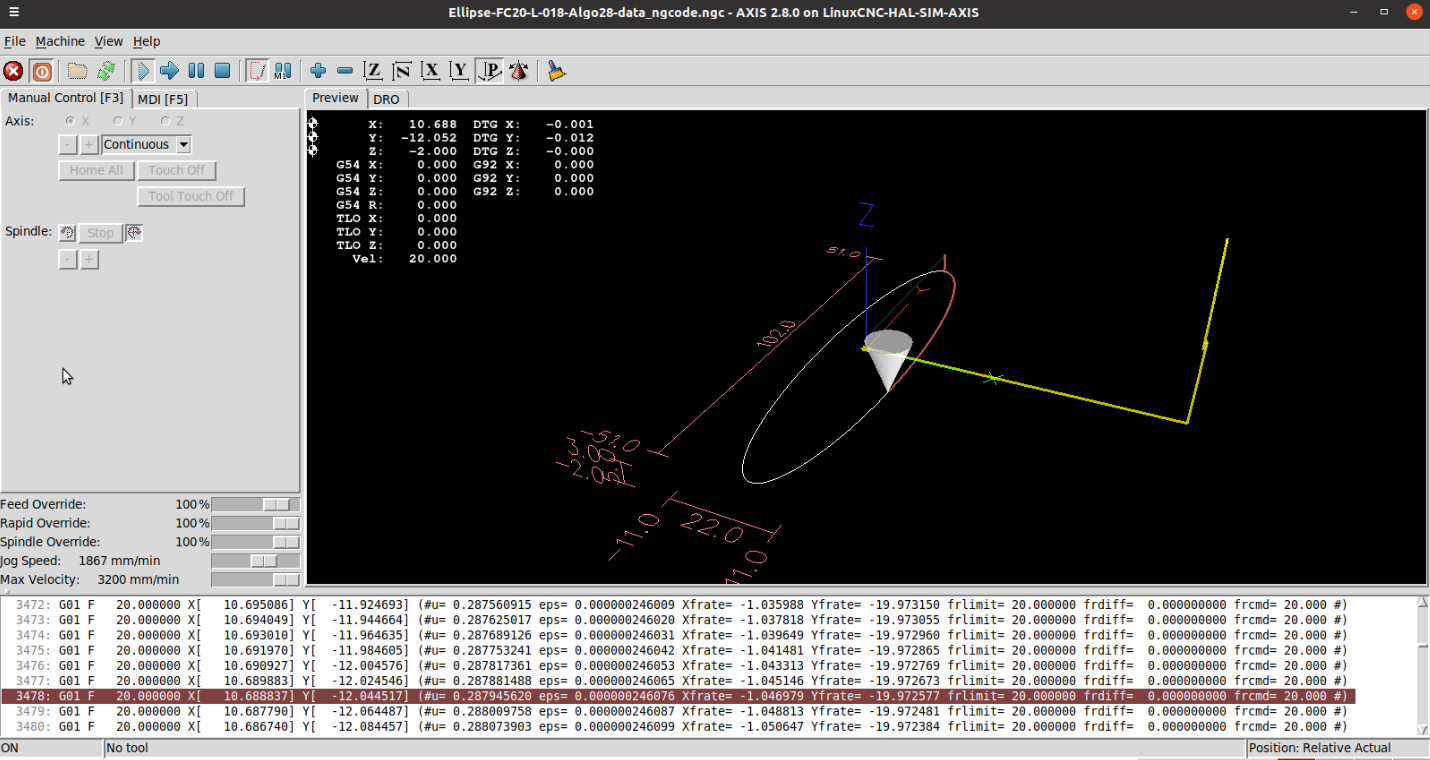 Ellipse-FC20-L-018-Algo28-data_ngcode.ngc - AXIS 2.8.0 on LinuxCNC-HAL-SIM-AXIS
File Machine View Help
Z N X Y P
Manual Control [F3] MDI [F5]
Preview DRO
Axis: X Y Z
- + Continuous
Home All Touch Off
Tool Touch Off
Spindle: Stop
- +
X: 10.688 DTG X: -0.001
Y: -12.052 DTG Y: -0.012
Z: -2.000 DTG Z: -0.000
G54 X: 0.000 G92 X: 0.000
G54 Y: 0.000 G92 Y: 0.000
G54 Z: 0.000 G92 Z: 0.000
G54 R: 0.000
TLO X: 0.000
TLO Y: 0.000
TLO Z: 0.000
Vel: 20.000
Z
51.0
Y
102.0
X
-51.0
-11.0
22.0
11.0
Feed Override: 100%
Rapid Override: 100%
Spindle Override: 100%
Jog Speed: 1867 mm/min
Max Velocity: 3200 mm/min
3472: G01 F 20.000000 X[ 10.695086] Y[ -11.924693] (#u= 0.287560915 eps= 0.000000246009 Xfrate= -1.035988 Yfrate= -19.973150 frlimit= 20.000000 frdiff= 0.000000000 frcmd= 20.000 #)
3473: G01 F 20.000000 X[ 10.694049] Y[ -11.944664] (#u= 0.287625017 eps= 0.000000246020 Xfrate= -1.037818 Yfrate= -19.973055 frlimit= 20.000000 frdiff= 0.000000000 frcmd= 20.000 #)
3474: G01 F 20.000000 X[ 10.693010] Y[ -11.964635] (#u= 0.287689126 eps= 0.000000246031 Xfrate= -1.039649 Yfrate= -19.972960 frlimit= 20.000000 frdiff= 0.000000000 frcmd= 20.000 #)
3475: G01 F 20.000000 X[ 10.691970] Y[ -11.984605] (#u= 0.287753241 eps= 0.000000246042 Xfrate= -1.041481 Yfrate= -19.972865 frlimit= 20.000000 frdiff= 0.000000000 frcmd= 20.000 #)
3476: G01 F 20.000000 X[ 10.690927] Y[ -12.004576] (#u= 0.287817361 eps= 0.000000246053 Xfrate= -1.043313 Yfrate= -19.972769 frlimit= 20.000000 frdiff= 0.000000000 frcmd= 20.000 #)
3477: G01 F 20.000000 X[ 10.689883] Y[ -12.024546] (#u= 0.287881488 eps= 0.000000246065 Xfrate= -1.045146 Yfrate= -19.972673 frlimit= 20.000000 frdiff= 0.000000000 frcmd= 20.000 #)
3478: G01 F 20.000000 X[ 10.688837] Y[ -12.044517] (#u= 0.287945620 eps= 0.000000246076 Xfrate= -1.046979 Yfrate= -19.972577 frlimit= 20.000000 frdiff= 0.000000000 frcmd= 20.000 #)
3479: G01 F 20.000000 X[ 10.687790] Y[ -12.064487] (#u= 0.288009758 eps= 0.000000246087 Xfrate= -1.048813 Yfrate= -19.972481 frlimit= 20.000000 frdiff= 0.000000000 frcmd= 20.000 #)
3480: G01 F 20.000000 X[ 10.686740] Y[ -12.084457] (#u= 0.288073903 eps= 0.000000246099 Xfrate= -1.050647 Yfrate= -19.972384 frlimit= 20.000000 frdiff= 0.000000000 frcmd= 20.000 #)
ON No tool Position: Relative Actual